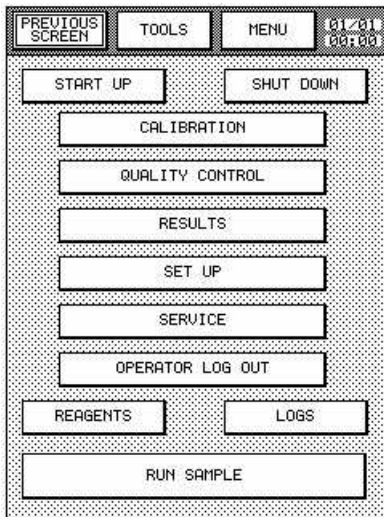 PREVIOUS
SCREEN
TOOLS
MENU
01/01
00:00
START UP
SHUT DOWN
CALIBRATION
QUALITY CONTROL
RESULTS
SET UP
SERVICE
OPERATOR LOG OUT
REAGENTS
LOGS
RUN SAMPLE